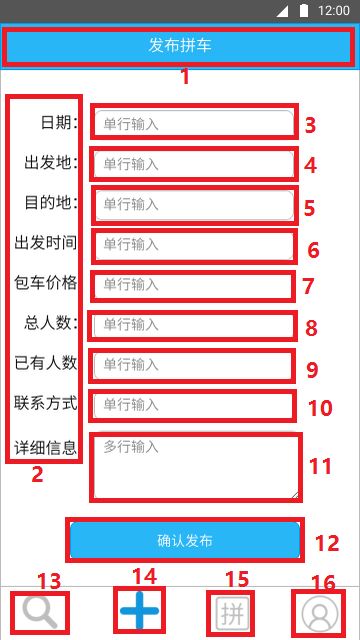 12:00
发布拼车
1
日期： 单行输入 3
出发地： 单行输入 4
目的地： 单行输入 5
出发时间 单行输入 6
包车价格 单行输入 7
总人数： 单行输入 8
已有人数 单行输入 9
联系方式 单行输入 10
详细信息 多行输入 11
2
确认发布 12
13 14 15 16
拼